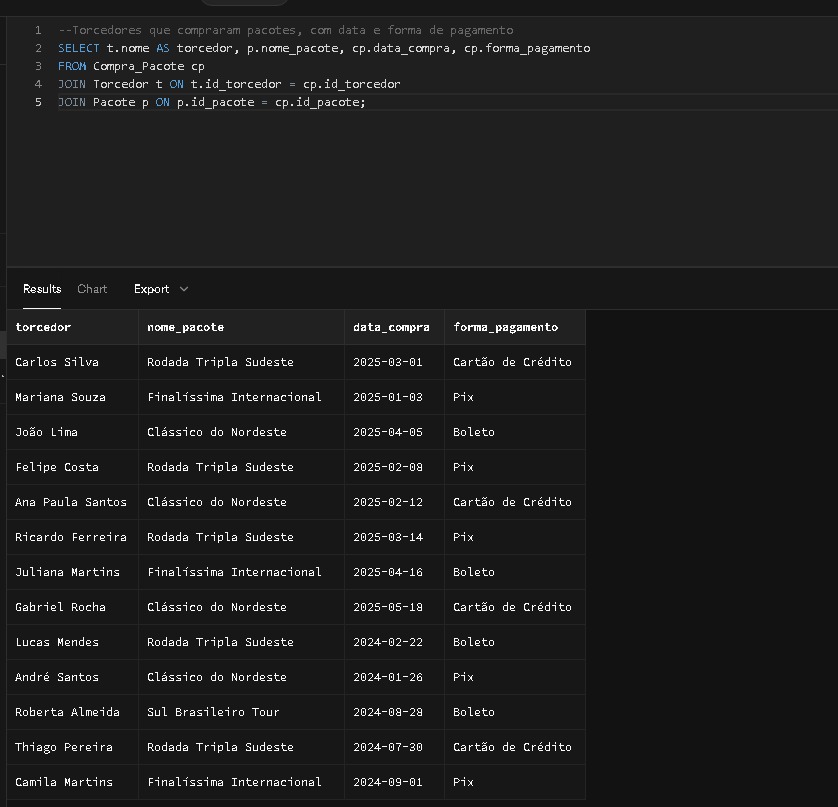 1 --Torcedores que compraram pacotes, com data e forma de pagamento
2 SELECT t.nome AS torcedor, p.nome_pacote, cp.data_compra, cp.forma_pagamento
3 FROM Compra_Pacote cp
4 JOIN Torcedor t ON t.id_torcedor = cp.id_torcedor
5 JOIN Pacote p ON p.id_pacote = cp.id_pacote;
Results Chart Export
torcedor nome_pacote data_compra forma_pagamento
Carlos Silva Rodada Tripla Sudeste 2025-03-01 Cartão de Crédito
Mariana Souza Finalíssima Internacional 2025-01-03 Pix
João Lima Clássico do Nordeste 2025-04-05 Boleto
Felipe Costa Rodada Tripla Sudeste 2025-02-08 Pix
Ana Paula Santos Clássico do Nordeste 2025-02-12 Cartão de Crédito
Ricardo Ferreira Rodada Tripla Sudeste 2025-03-14 Pix
Juliana Martins Finalíssima Internacional 2025-04-16 Boleto
Gabriel Rocha Clássico do Nordeste 2025-05-18 Cartão de Crédito
Lucas Mendes Rodada Tripla Sudeste 2024-02-22 Boleto
André Santos Clássico do Nordeste 2024-01-26 Pix
Roberta Almeida Sul Brasileiro Tour 2024-08-28 Boleto
Thiago Pereira Rodada Tripla Sudeste 2024-07-30 Cartão de Crédito
Camila Martins Finalíssima Internacional 2024-09-01 Pix